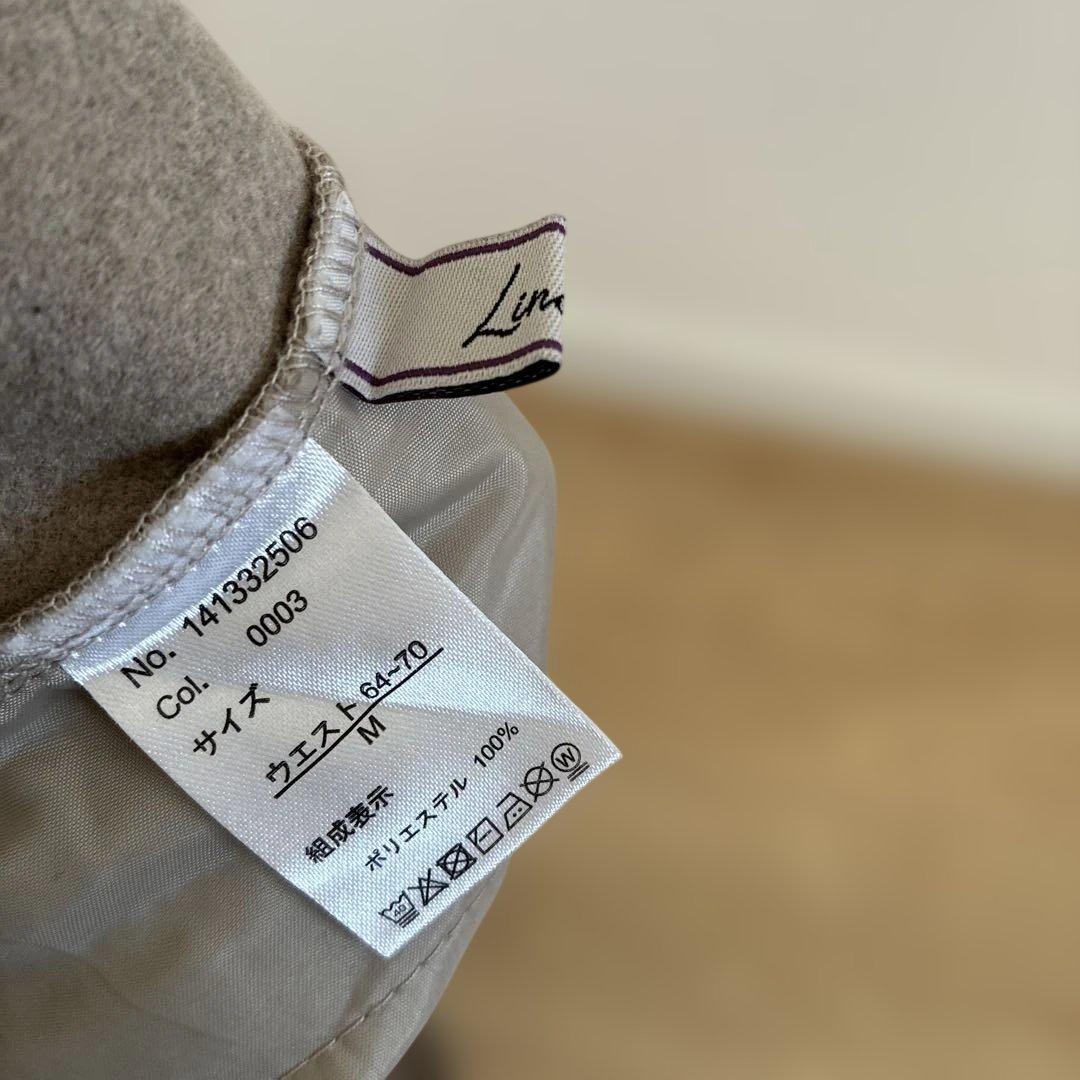 Lin
No. 141332506
Col. 0003
サイズ
ウエスト 64~70
M
組成表示
ポリエステル 100%
40 W